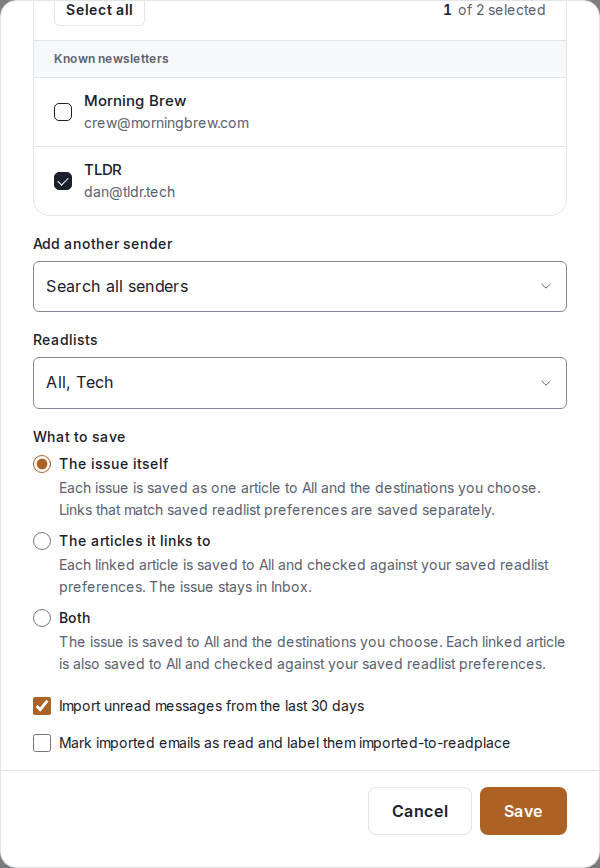 Select all
1 of 2 selected
Known newsletters
Morning Brew
crew@morningbrew.com
TLDR
dan@tldr.tech
Add another sender
Search all senders
Readlists
All, Tech
What to save
The issue itself
Each issue is saved as one article to All and the destinations you choose.
Links that match saved readlist preferences are saved separately.
The articles it links to
Each linked article is saved to All and checked against your saved readlist
preferences. The issue stays in Inbox.
Both
The issue is saved to All and the destinations you choose. Each linked article
is also saved to All and checked against your saved readlist preferences.
Import unread messages from the last 30 days
Mark imported emails as read and label them imported-to-readplace
Cancel
Save